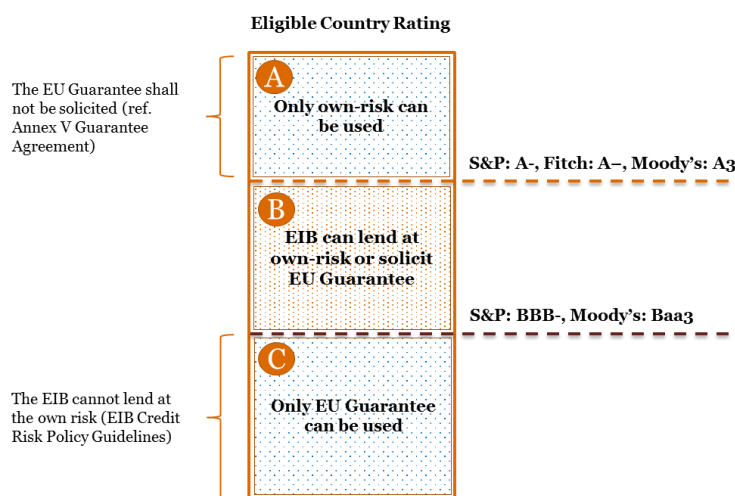 Eligible Country Rating
The EU Guarantee shall
not be solicited (ref.
Annex V Guarantee
Agreement)
A
Only own-risk can
be used
S&P: A-, Fitch: A–, Moody’s: A3
B
EIB can lend at
own-risk or solicit
EU Guarantee
S&P: BBB-, Moody’s: Baa3
The EIB cannot lend at
the own risk (EIB Credit
Risk Policy Guidelines)
C
Only EU Guarantee
can be used